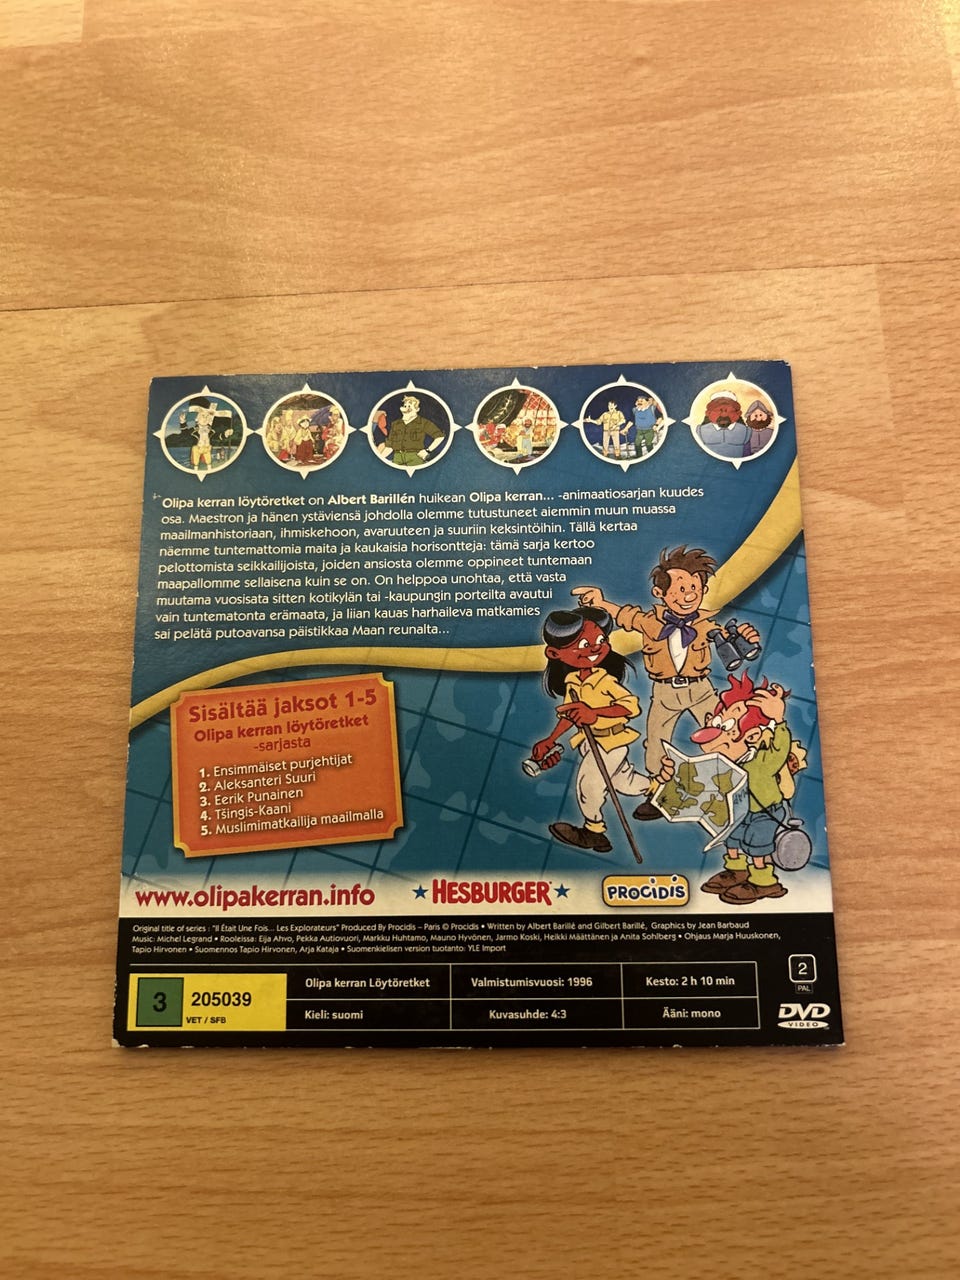 Olipa kerran löytöretket on Albert Barillén huikean Olipa kerran... -animaatiosarjan kuudes
osa. Maestron ja hänen ystäviensä johdolla olemme tutustuneet aiemmin muun muassa
maailmanhistoriaan, ihmiskehoon, avaruuteen ja suuriin keksintöihin. Tällä kertaa
näemme tuntemattomia maita ja kaukaisia horisontteja: tämä sarja kertoo
pelottomista seikkailijoista, joiden ansiosta olemme oppineet tuntemaan
maapallomme sellaisena kuin se on. On helppoa unohtaa, että vasta
muutama vuosisata sitten kotikylän tai -kaupungin porteilta avautui
vain tuntematonta erämaata, ja liian kauas harhaileva matkamies
sai pelätä putoavansa päistikkaa Maan reunalta...
Sisältää jaksot 1-5
Olipa kerran löytöretket
-sarjasta
1. Ensimmäiset purjehtijat
2. Aleksanteri Suuri
3. Eerik Punainen
4. Tšingis-Kaani
5. Muslimimatkailija maailmalla
www.olipakerran.info
HESBURGER
PROCIDIS
Original title of series : "Il Était Une Fois... Les Explorateurs" Produced By Procidis – Paris © Procidis • Written by Albert Barillé and Gilbert Barillé, Graphics by Jean Barbaud
Music: Michel Legrand • Rooleissa: Eija Ahvo, Pekka Autiovuori, Markku Huhtamo, Mauno Hyvönen, Jarmo Koski, Heikki Määttänen ja Anita Sohlberg • Ohjaus Marja Huuskonen,
Tapio Hirvonen • Suomennos Tapio Hirvonen, Arja Kataja • Suomenkielisen version tuotanto: YLE Import
3
205039
VET / SFB
Olipa kerran Löytöretket
Valmistumisvuosi: 1996
Kesto: 2 h 10 min
Kieli: suomi
Kuvasuhde: 4:3
Ääni: mono
2
PAL
DVD
VIDEO